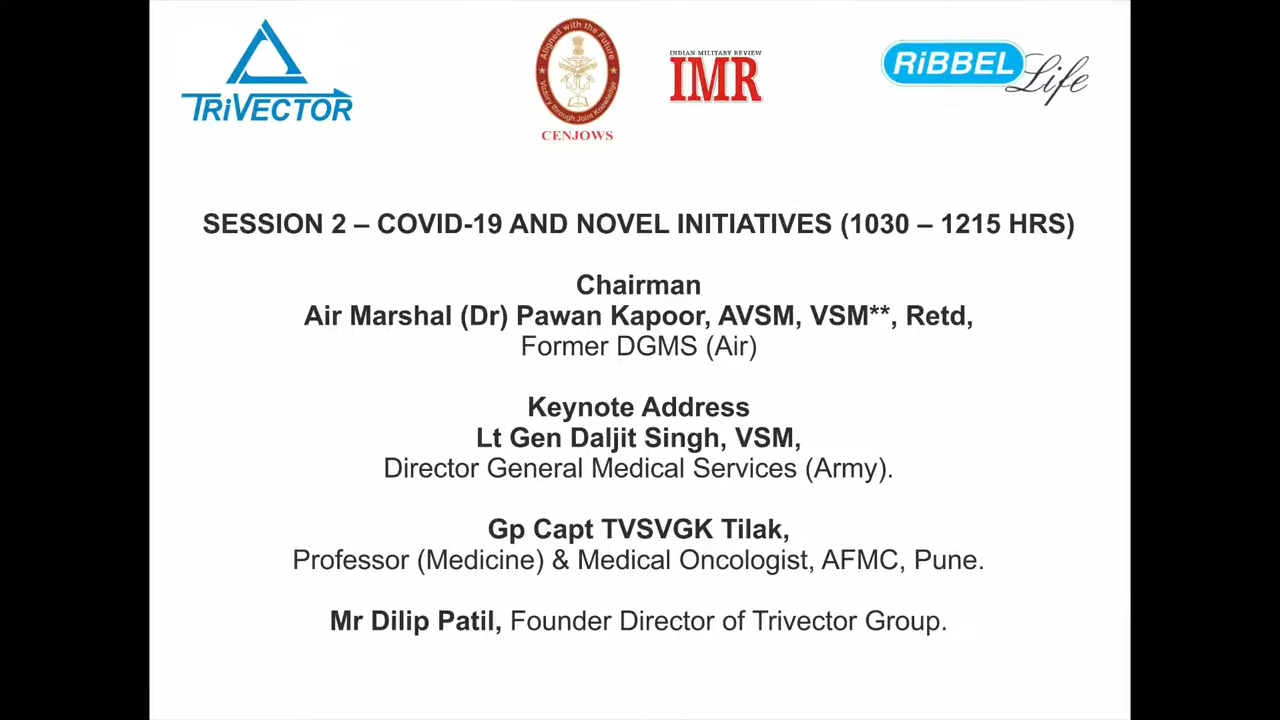 TRiVECTOR
Aligned with the Future
Victory through Joint Knowledge
CENJOWS
INDIAN MILITARY REVIEW
IMR
RiBBEL Life
SESSION 2 – COVID-19 AND NOVEL INITIATIVES (1030 – 1215 HRS)
Chairman
Air Marshal (Dr) Pawan Kapoor, AVSM, VSM**, Retd,
Former DGMS (Air)
Keynote Address
Lt Gen Daljit Singh, VSM,
Director General Medical Services (Army).
Gp Capt TVSVGK Tilak,
Professor (Medicine) & Medical Oncologist, AFMC, Pune.
Mr Dilip Patil, Founder Director of Trivector Group.